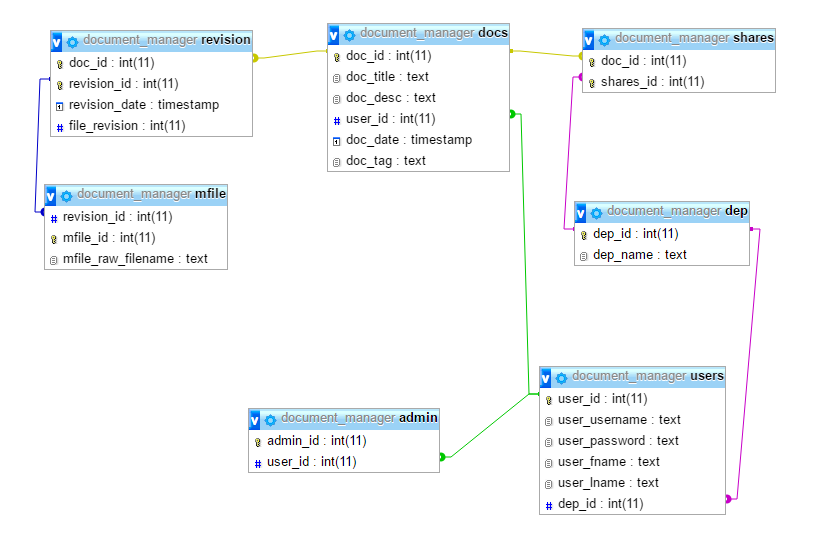 document_manager revision
doc_id : int(11)
revision_id : int(11)
revision_date : timestamp
file_revision : int(11)
document_manager docs
doc_id : int(11)
doc_title : text
doc_desc : text
user_id : int(11)
doc_date : timestamp
doc_tag : text
document_manager shares
doc_id : int(11)
shares_id : int(11)
document_manager mfile
revision_id : int(11)
mfile_id : int(11)
mfile_raw_filename : text
document_manager dep
dep_id : int(11)
dep_name : text
document_manager admin
admin_id : int(11)
user_id : int(11)
document_manager users
user_id : int(11)
user_username : text
user_password : text
user_fname : text
user_lname : text
dep_id : int(11)